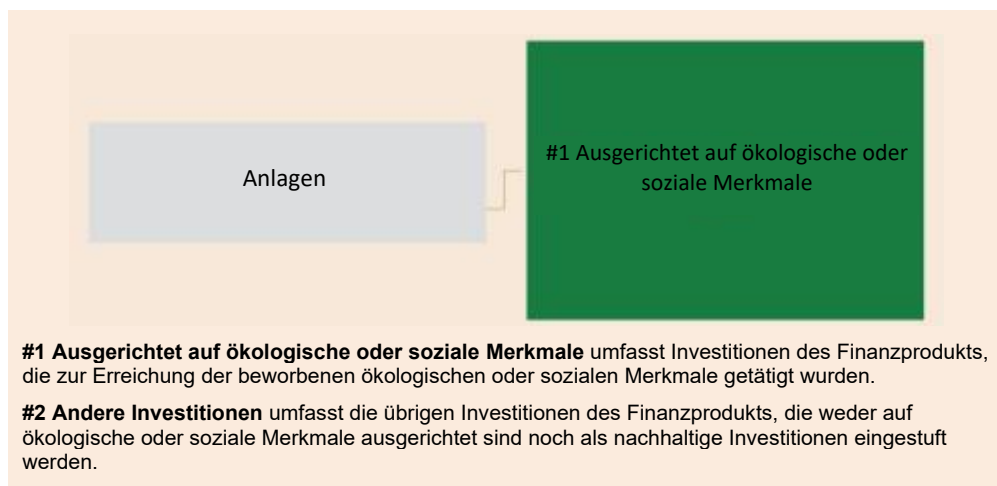 Anlagen
#1 Ausgerichtet auf ökologische oder
soziale Merkmale
#1 Ausgerichtet auf ökologische oder soziale Merkmale umfasst Investitionen des Finanzprodukts,
die zur Erreichung der beworbenen ökologischen oder sozialen Merkmale getätigt wurden.
#2 Andere Investitionen umfasst die übrigen Investitionen des Finanzprodukts, die weder auf
ökologische oder soziale Merkmale ausgerichtet sind noch als nachhaltige Investitionen eingestuft
werden.